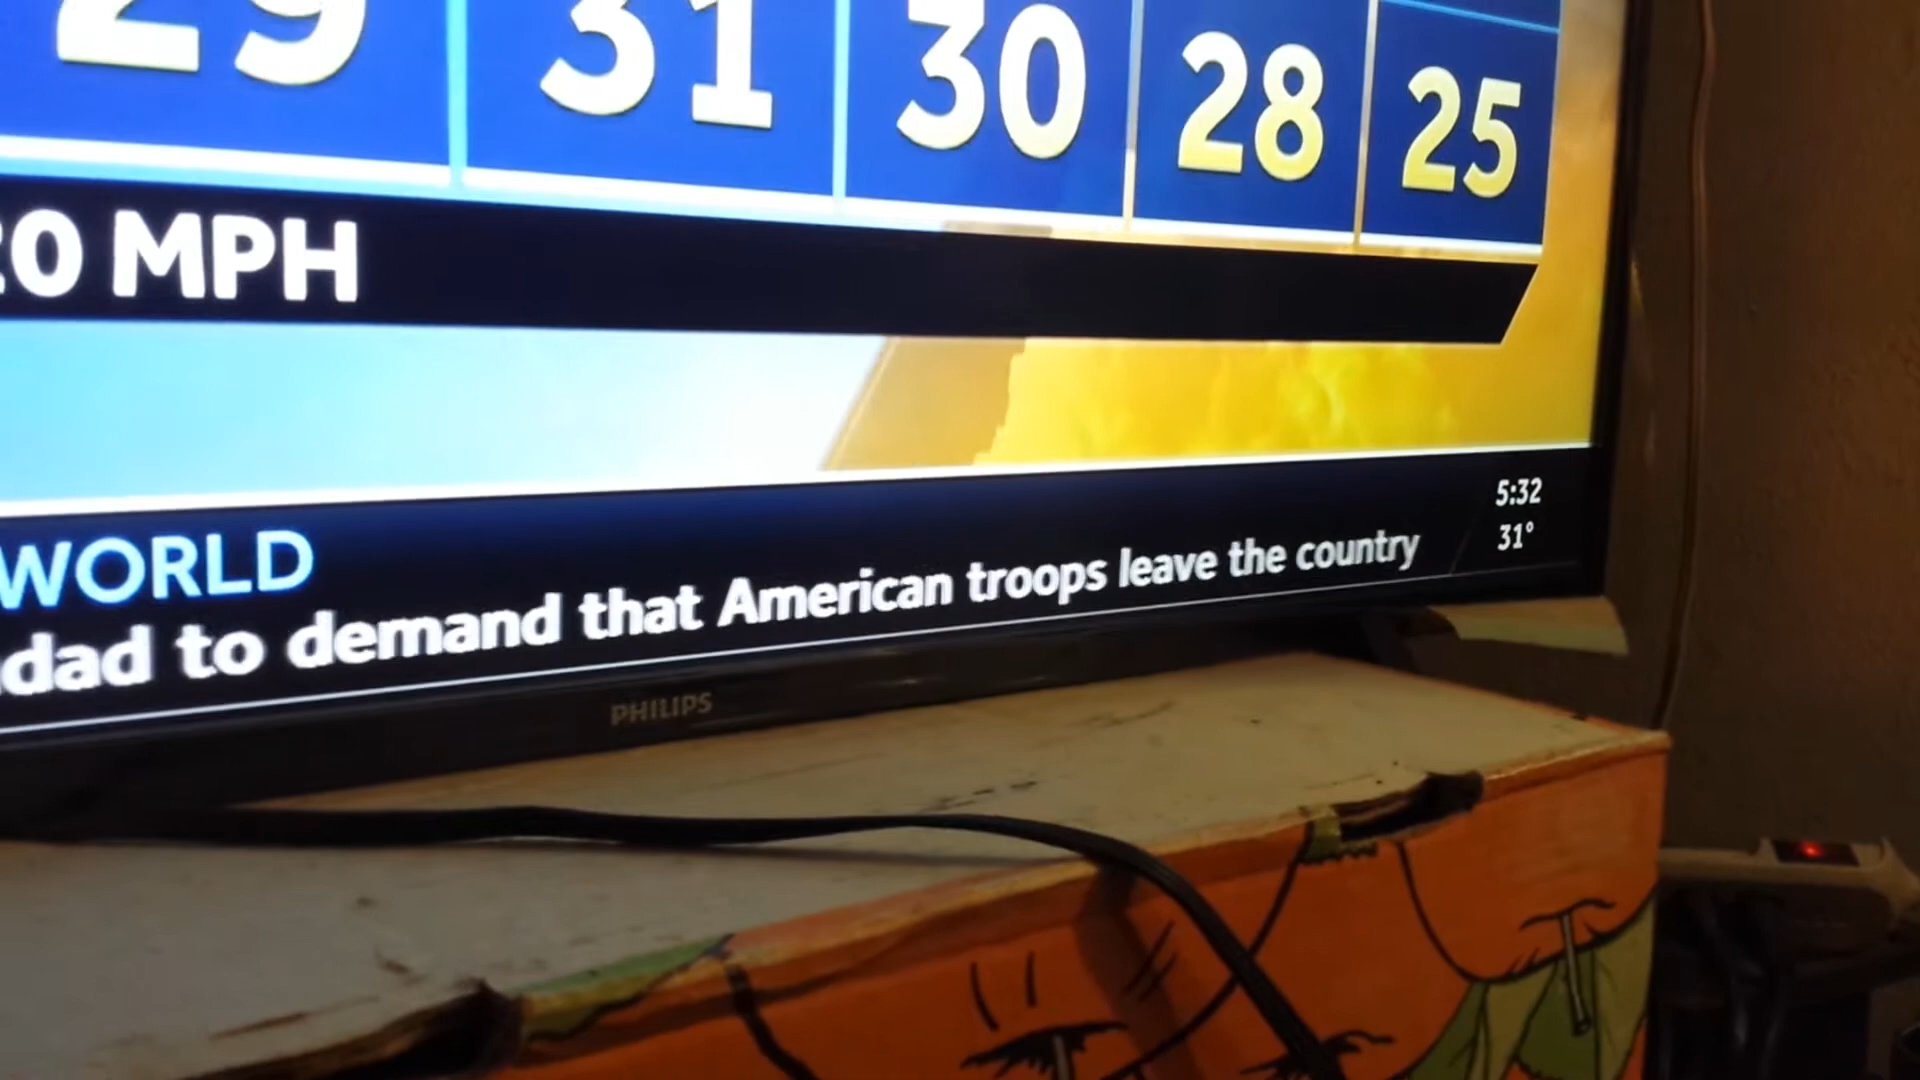 29 31 30 28 25
20 MPH
WORLD
dad to demand that American troops leave the country
5:32
31°
PHILIPS